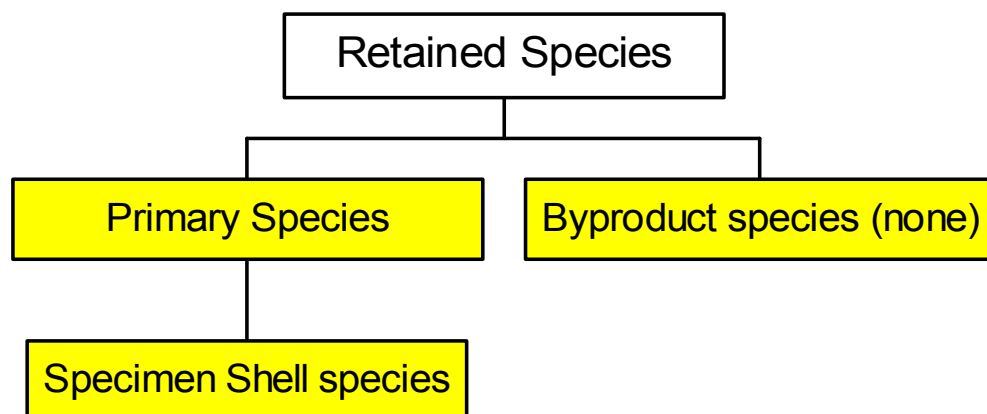 Retained Species
Primary Species
Byproduct species (none)
Specimen Shell species